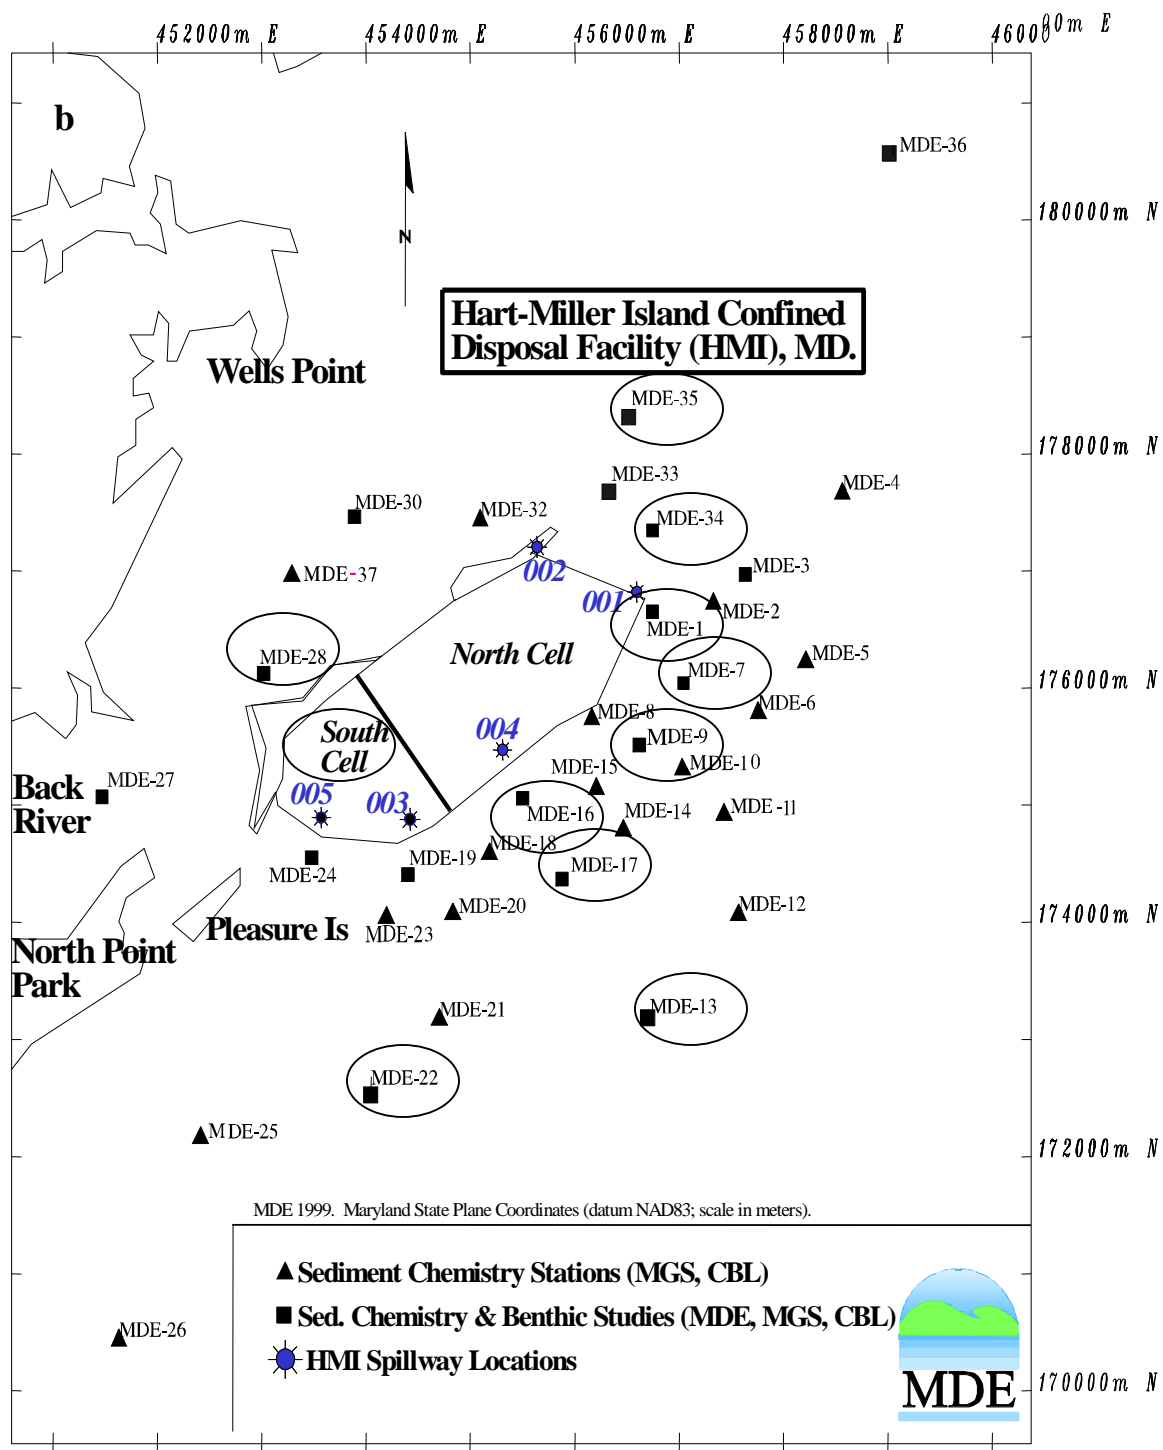 452000m E
454000m E
456000m E
458000m E
46000
00m E
b
MDE-36
180000m N
N
Hart-Miller Island Confined
Disposal Facility (HMI), MD.
Wells Point
MDE-35
178000m N
MDE-33
MDE-4
MDE-30
MDE-32
MDE-34
002
MDE-3
MDE-37
001
MDE-2
MDE-1
North Cell
MDE-5
MDE-28
MDE-7
176000m N
MDE-6
MDE-8
004
South
Cell
MDE-9
MDE-10
MDE-15
MDE-27
Back
River
005
003
MDE-16
MDE-14
MDE-11
MDE-18
MDE-19
MDE-17
MDE-24
MDE-20
MDE-12
174000m N
Pleasure Is
MDE-23
North Point
Park
MDE-21
MDE-13
MDE-22
MDE-25
172000m N
MDE 1999. Maryland State Plane Coordinates (datum NAD83; scale in meters).
Sediment Chemistry Stations (MGS, CBL)
Sed. Chemistry & Benthic Studies (MDE, MGS, CBL)
MDE-26
HMI Spillway Locations
MDE
170000m N